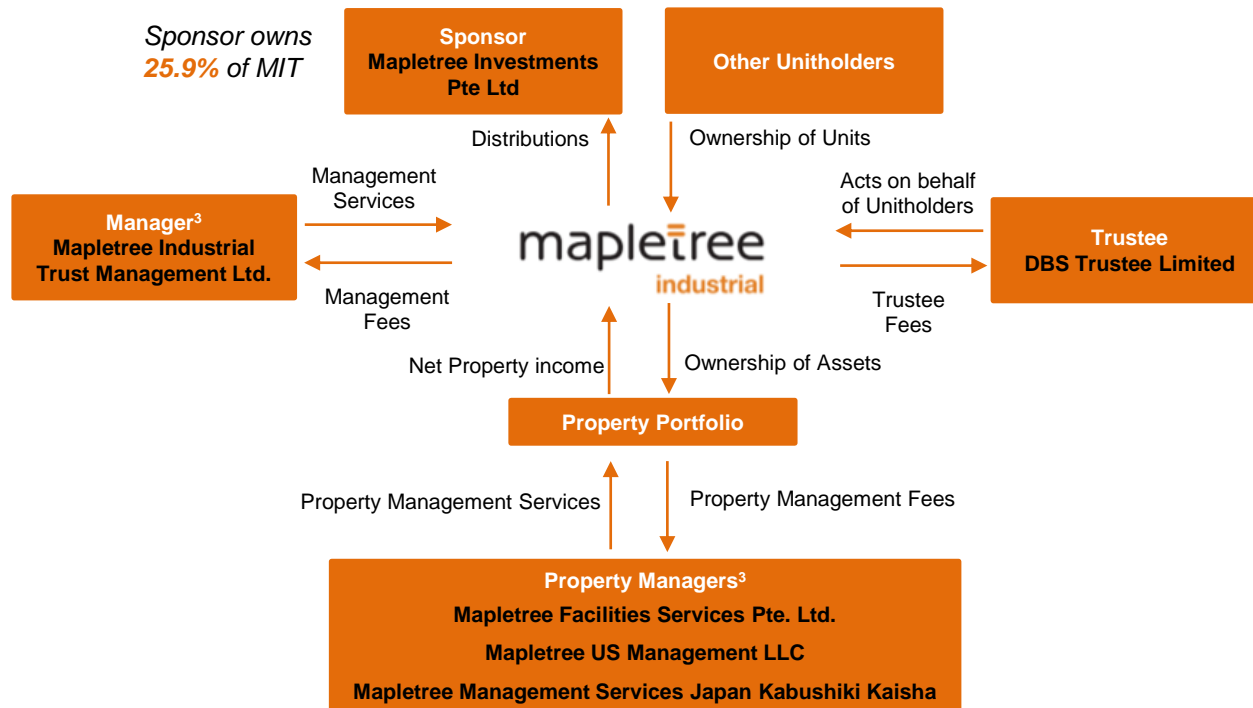 Sponsor owns
25.9% of MIT
Sponsor
Mapletree Investments
Pte Ltd
Other Unitholders
Distributions
Ownership of Units
Management
Services
Acts on behalf
of Unitholders
Manager³
Mapletree Industrial
Trust Management Ltd.
mapletree
industrial
Trustee
DBS Trustee Limited
Management
Fees
Trustee
Fees
Net Property income
Ownership of Assets
Property Portfolio
Property Management Services
Property Management Fees
Property Managers³
Mapletree Facilities Services Pte. Ltd.
Mapletree US Management LLC
Mapletree Management Services Japan Kabushiki Kaisha